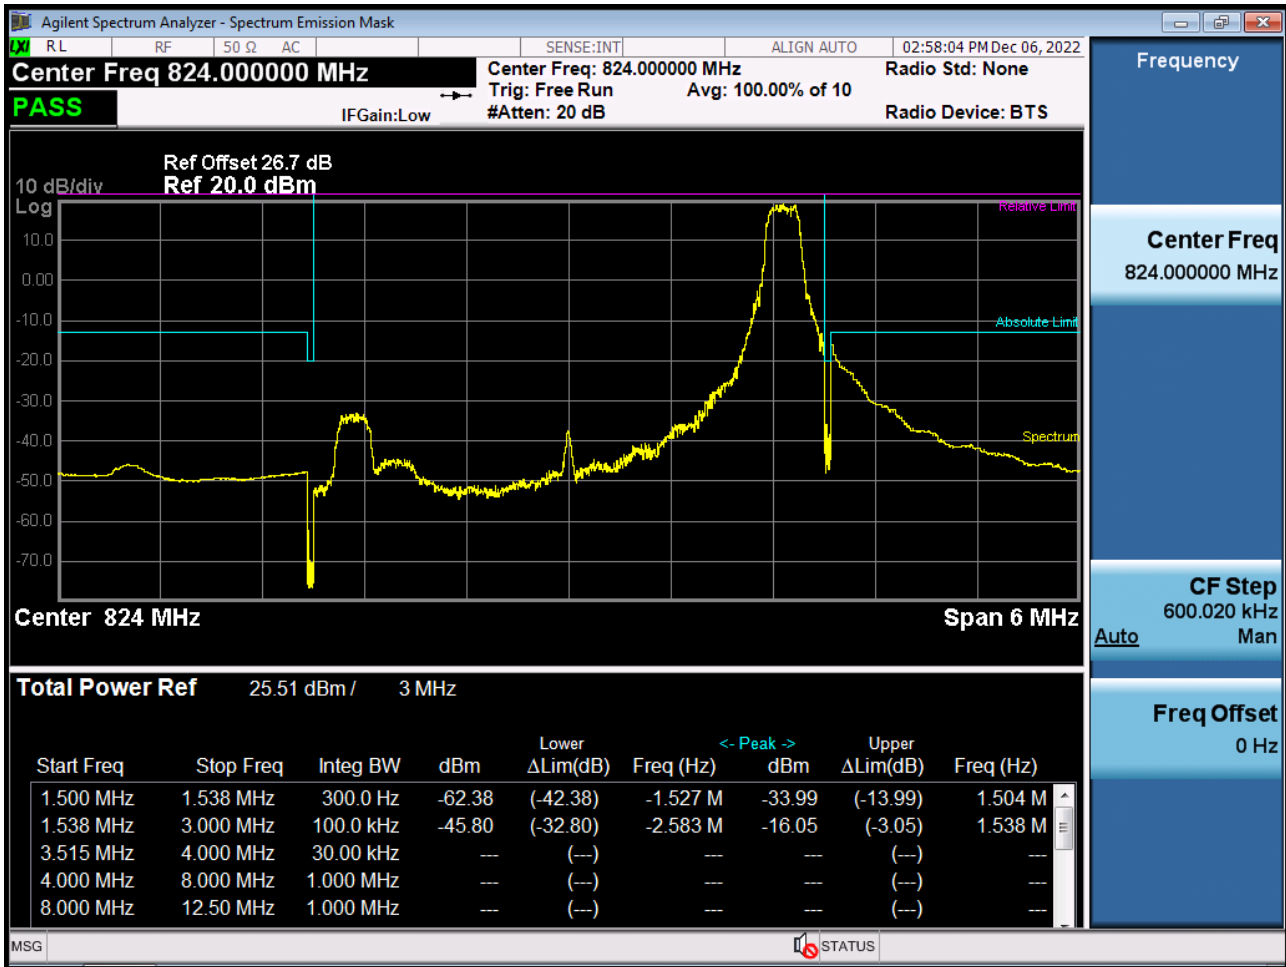 Agilent Spectrum Analyzer - Spectrum Emission Mask
LXI RL RF 50 Ω AC SENSE:INT ALIGN AUTO 02:58:04 PM Dec 06, 2022
Center Freq 824.000000 MHz
Center Freq: 824.000000 MHz
Radio Std: None
Trig: Free Run
Avg: 100.00% of 10
PASS
IFGain:Low
#Atten: 20 dB
Radio Device: BTS
Ref Offset 26.7 dB
10 dB/div
Ref 20.0 dBm
Log
Relative Limit
10.0
0.00
-10.0
Absolute Limit
-20.0
-30.0
-40.0
Spectrum
-50.0
-60.0
-70.0
Center 824 MHz
Span 6 MHz
Total Power Ref 25.51 dBm / 3 MHz
Lower <- Peak -> Upper
Start Freq Stop Freq Integ BW dBm ΔLim(dB) Freq (Hz) dBm ΔLim(dB) Freq (Hz)
1.500 MHz 1.538 MHz 300.0 Hz -62.38 (-42.38) -1.527 M -33.99 (-13.99) 1.504 M
1.538 MHz 3.000 MHz 100.0 kHz -45.80 (-32.80) -2.583 M -16.05 (-3.05) 1.538 M
3.515 MHz 4.000 MHz 30.00 kHz --- (---) --- --- (---) ---
4.000 MHz 8.000 MHz 1.000 MHz --- (---) --- --- (---) ---
8.000 MHz 12.50 MHz 1.000 MHz --- (---) --- --- (---) ---
MSG
STATUS
Frequency
Center Freq
824.000000 MHz
CF Step
600.020 kHz
Auto Man
Freq Offset
0 Hz